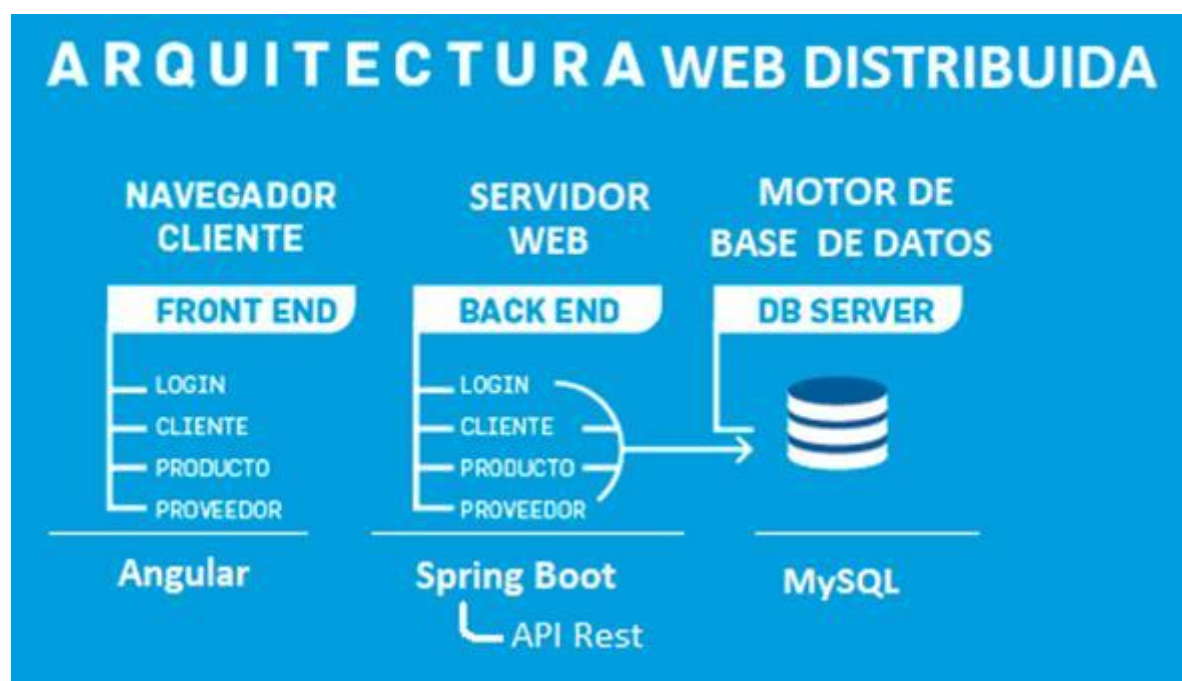 ARQUITECTURA WEB DISTRIBUIDA
NAVEGADOR
CLIENTE
FRONT END
LOGIN
CLIENTE
PRODUCTO
PROVEEDOR
Angular
SERVIDOR
WEB
BACK END
LOGIN
CLIENTE
PRODUCTO
PROVEEDOR
Spring Boot
API Rest
MOTOR DE
BASE DE DATOS
DB SERVER
MySQL